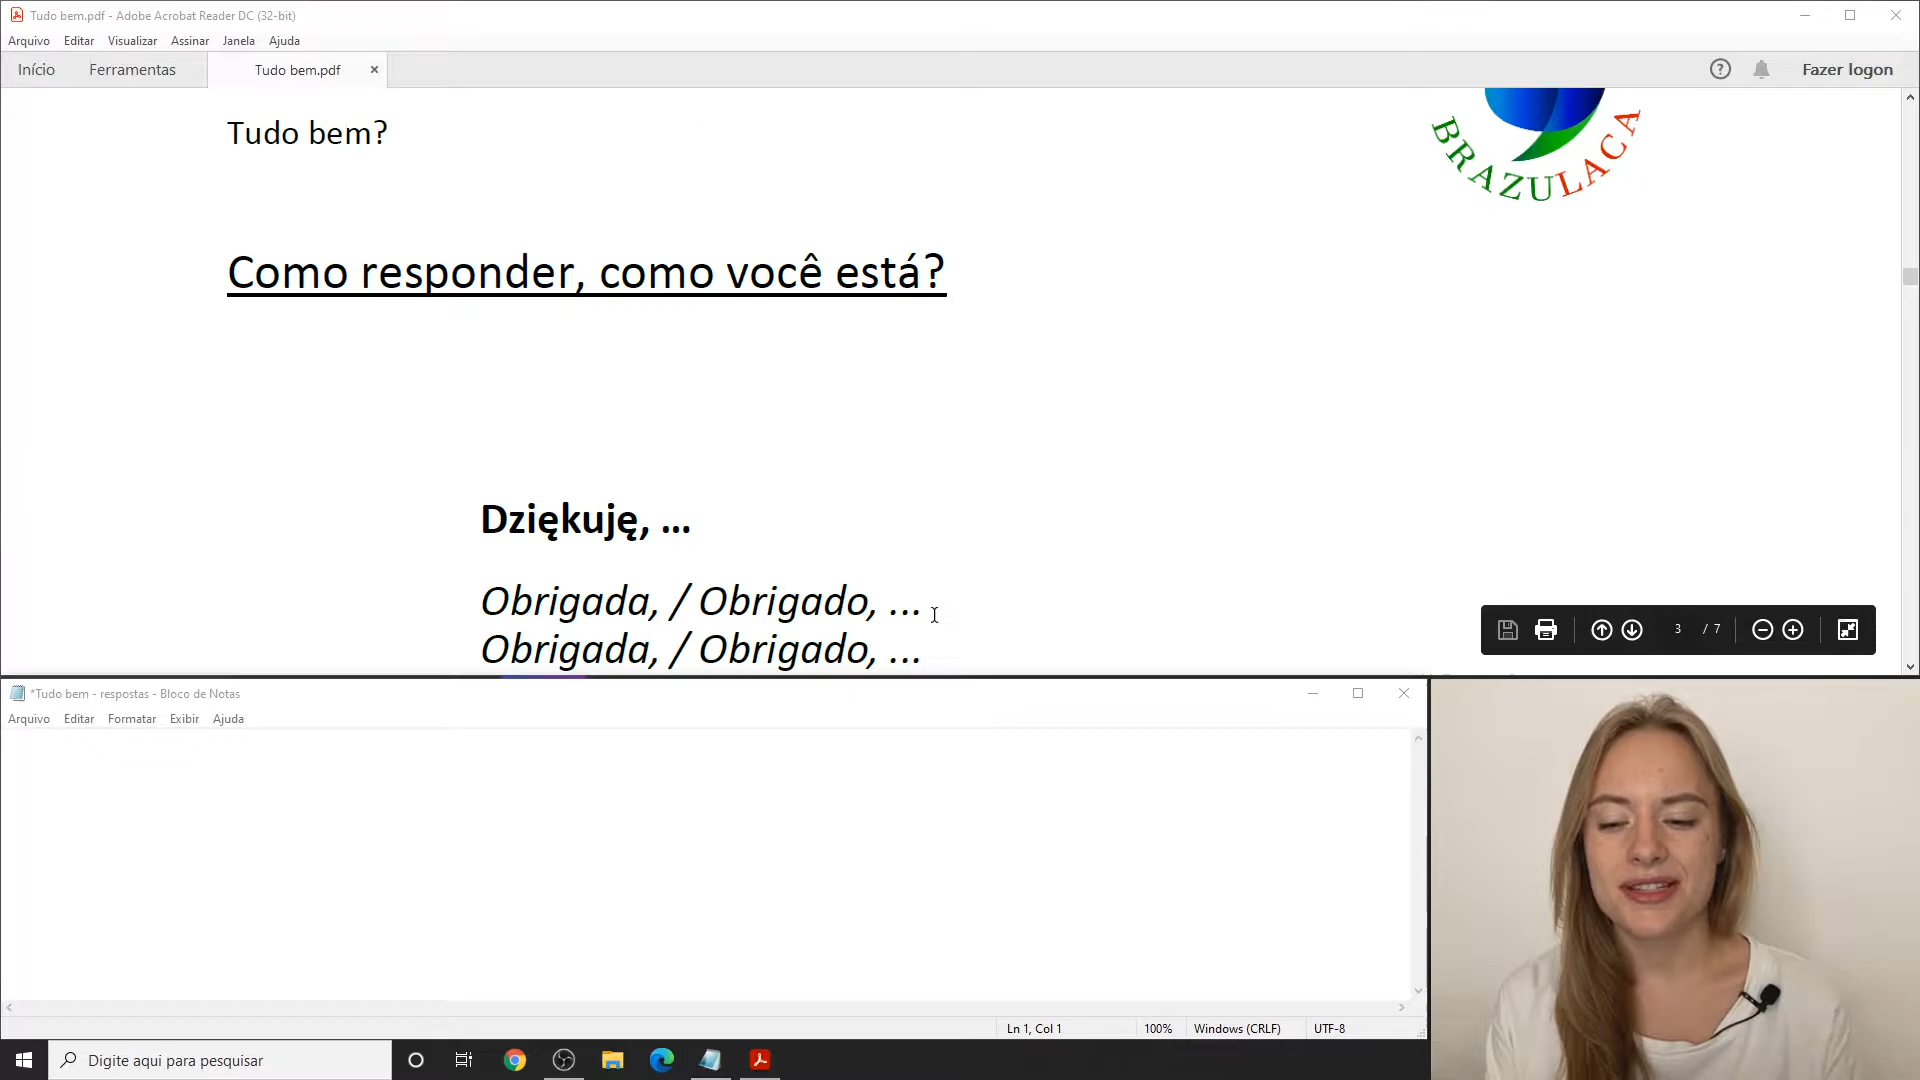 Tudo bem.pdf - Adobe Acrobat Reader DC (32-bit)
Arquivo Editar Visualizar Assinar Janela Ajuda
Início Ferramentas Tudo bem.pdf Fazer logon
Tudo bem?
BRAZULACA
Como responder, como você está?
Dziękuję, ...
Obrigada, / Obrigado, ...
Obrigada, / Obrigado, ...
3 / 7
*Tudo bem - respostas - Bloco de Notas
Arquivo Editar Formatar Exibir Ajuda
Ln 1, Col 1 100% Windows (CRLF) UTF-8
Digite aqui para pesquisar